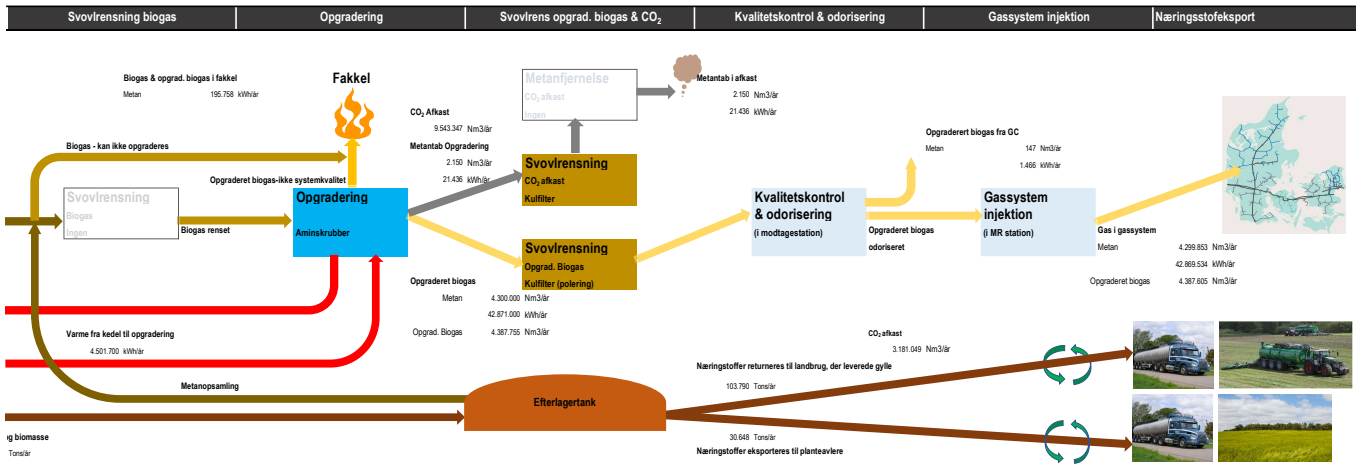 Svovlrensning biogas
Opgradering
Svovlrens opgrad. biogas & CO2
Kvalitetskontrol & odorisering
Gassystem injektion
Næringsstofeksport
Biogas & opgrad. biogas i fakkel
Metan 195.758 kWh/år
Fakkel
Metanfjernelse
CO2 afkast
Ingen
Metantab i afkast
2.150 Nm3/år
21.436 kWh/år
CO2 Afkast
9.543.347 Nm3/år
Metantab Opgradering
2.150 Nm3/år
21.436 kWh/år
Biogas - kan ikke opgraderes
Opgraderet biogas-ikke systemkvalitet
Opgraderet biogas fra GC
Metan 147 Nm3/år
1.466 kWh/år
Svovlrensning
Biogas
Ingen
Biogas renset
Opgradering
Aminskrubber
Svovlrensning
CO2 afkast
Kulfilter
Kvalitetskontrol
& odorisering
(i modtagestation)
Opgraderet biogas
odoriseret
Gassystem
injektion
(i MR station)
Gas i gassystem
Metan 4.299.853 Nm3/år
42.869.534 kWh/år
Opgraderet biogas 4.387.605 Nm3/år
Svovlrensning
Opgrad. Biogas
Kulfilter (polering)
Opgraderet biogas
Metan 4.300.000 Nm3/år
42.871.000 kWh/år
Opgrad. Biogas 4.387.755 Nm3/år
Varme fra kedel til opgradering
4.501.700 kWh/år
CO2 afkast
3.181.049 Nm3/år
Metanopsamling
Næringstoffer returneres til landbrug, der leverede gylle
103.790 Tons/år
Efterlagertank
30.648 Tons/år
Næringstoffer eksporteres til planteavlere
g biomasse
Tons/år